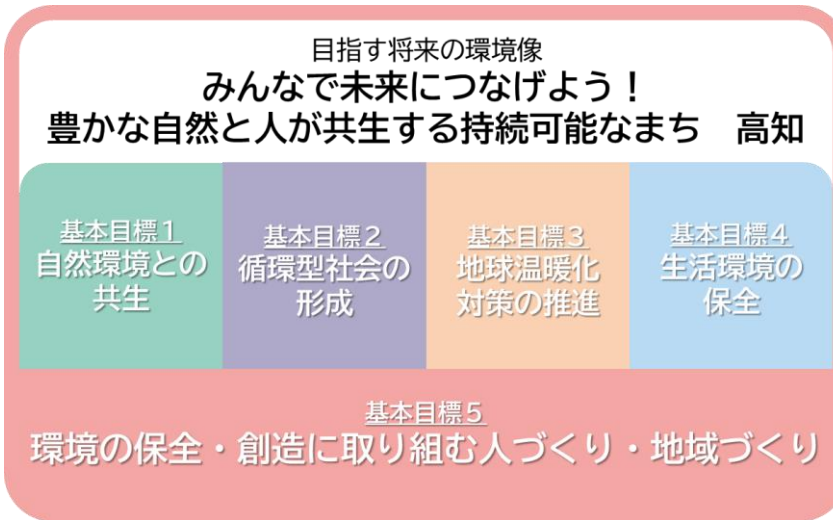 目指す将来の環境像
みんなで未来につなげよう！
豊かな自然と人が共生する持続可能なまち　高知
基本目標１
自然環境との
共生
基本目標２
循環型社会の
形成
基本目標３
地球温暖化
対策の推進
基本目標４
生活環境の
保全
基本目標５
環境の保全・創造に取り組む人づくり・地域づくり